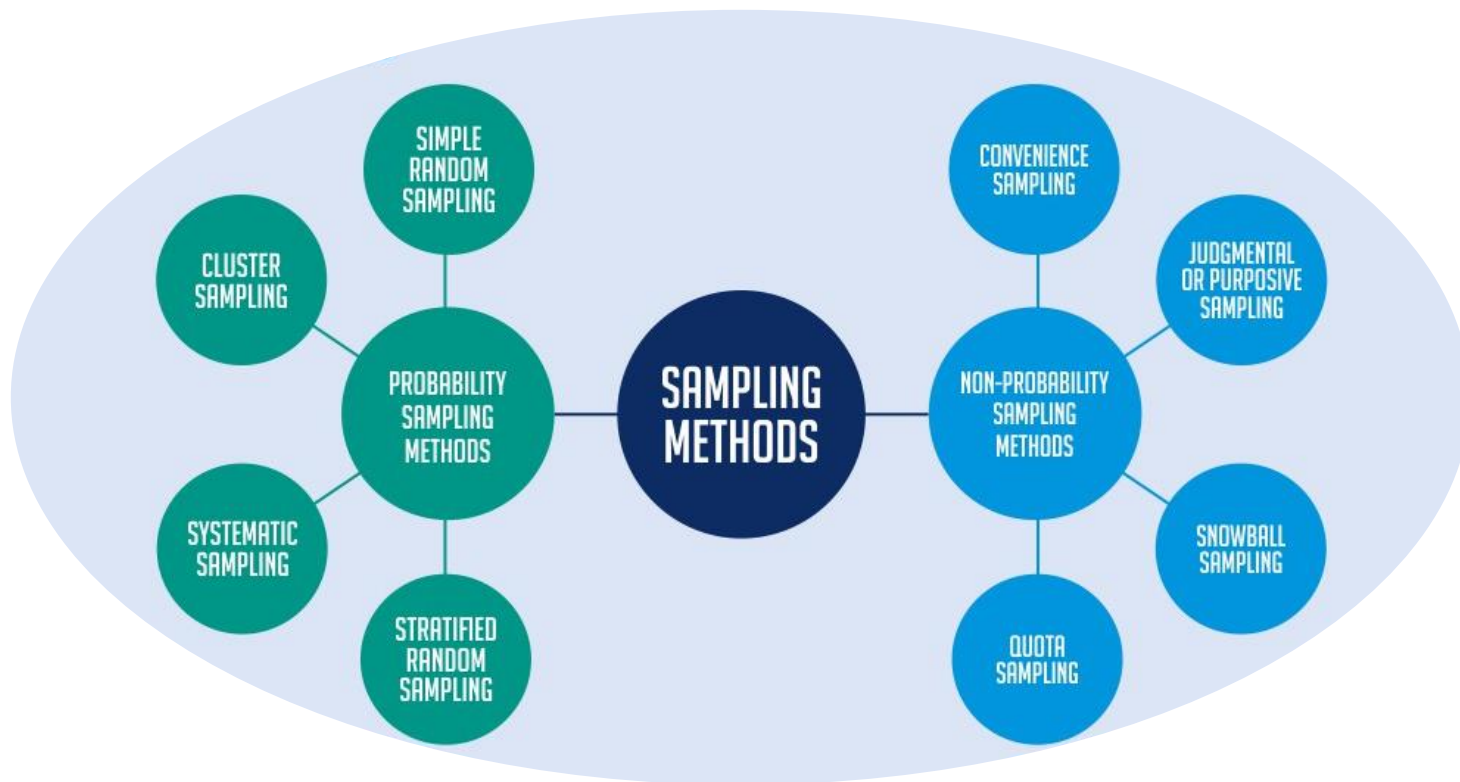 SIMPLE
RANDOM
SAMPLING
CLUSTER
SAMPLING
PROBABILITY
SAMPLING
METHODS
SYSTEMATIC
SAMPLING
STRATIFIED
RANDOM
SAMPLING
SAMPLING
METHODS
CONVENIENCE
SAMPLING
JUDGMENTAL
OR PURPOSIVE
SAMPLING
NON-PROBABILITY
SAMPLING
METHODS
SNOWBALL
SAMPLING
QUOTA
SAMPLING